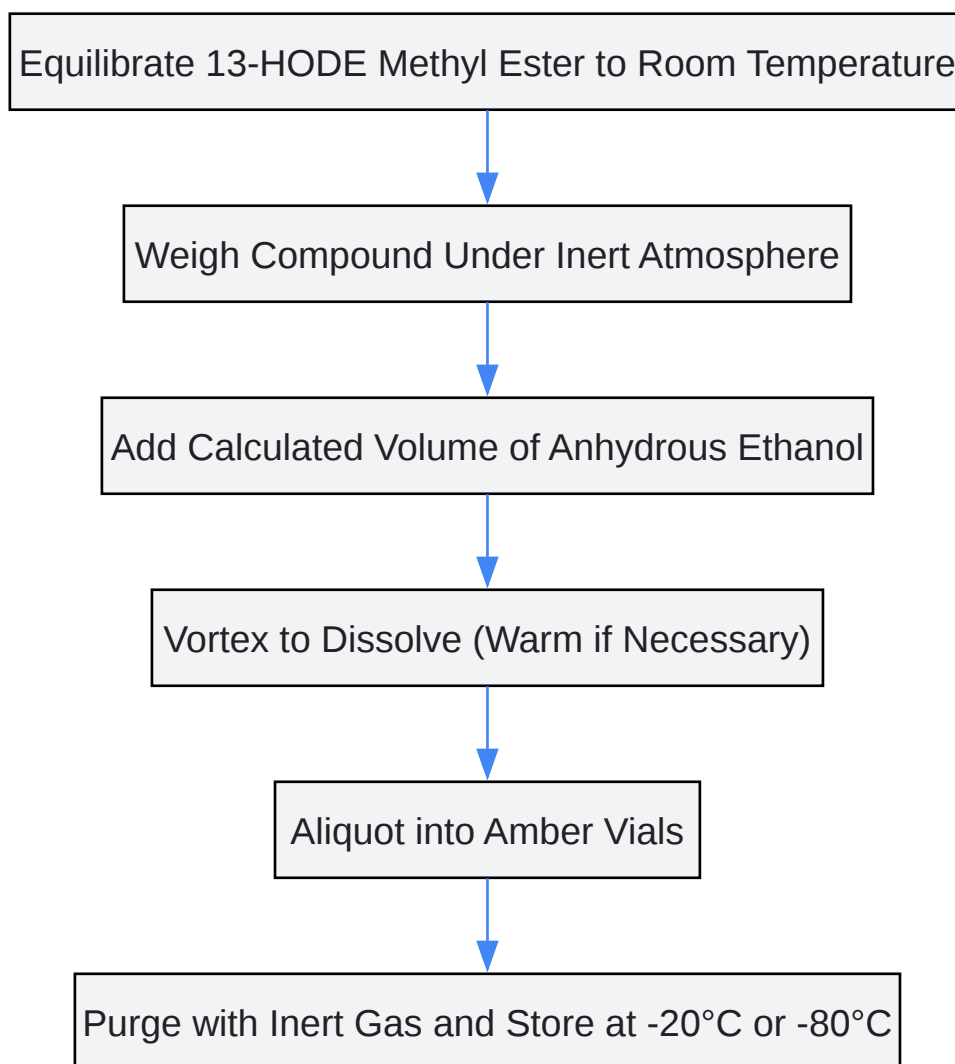 Equilibrate 13-HODE Methyl Ester to Room Temperature
Weigh Compound Under Inert Atmosphere
Add Calculated Volume of Anhydrous Ethanol
Vortex to Dissolve (Warm if Necessary)
Aliquot into Amber Vials
Purge with Inert Gas and Store at -20°C or -80°C